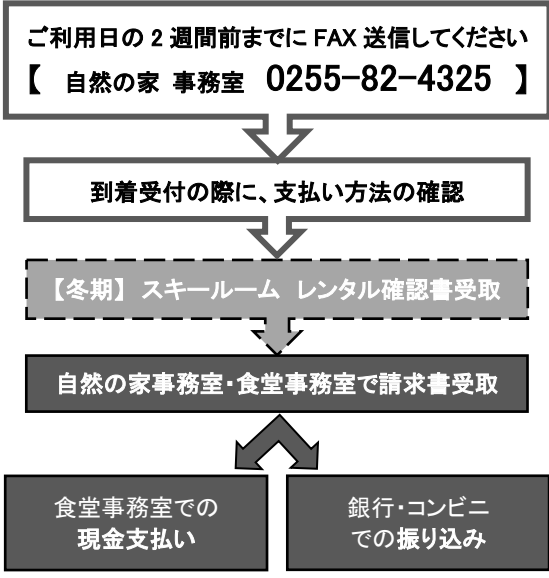 ご利用日の2週間前までにFAX送信してください
【 自然の家 事務室 0255-82-4325 】
到着受付の際に、支払い方法の確認
【冬期】 スキールーム レンタル確認書受取
自然の家事務室・食堂事務室で請求書受取
食堂事務室での
現金支払い
銀行・コンビニ
での振り込み